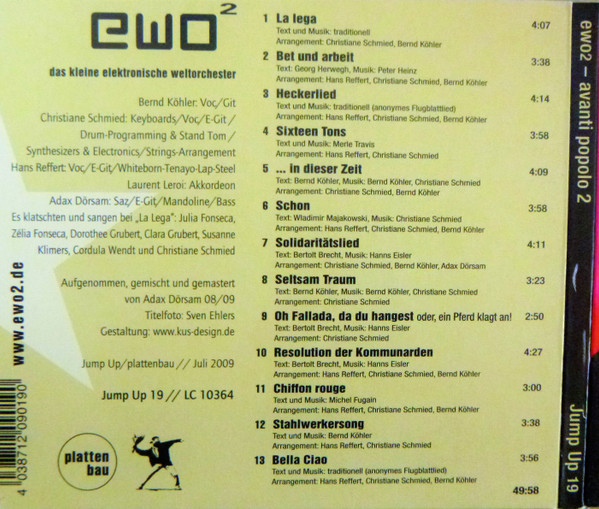 ewo²
das kleine elektronische weltorchester
Bernd Köhler: Voc/Git
Christiane Schmied: Keyboards/Voc/E-Git /
Drum-Programming & Stand Tom /
Synthesizers & Electronics/Strings-Arrangement
Hans Reffert: Voc/E-Git/Whiteborn-Tenayo-Lap-Steel
Laurent Leroi: Akkordeon
Adax Dörsam: Saz/E-Git/Mandoline/Bass
Es klatschten und sangen bei „La Lega": Julia Fonseca,
Zélia Fonseca, Dorothee Grubert, Clara Grubert, Susanne
Klimers, Cordula Wendt und Christiane Schmied
Aufgenommen, gemischt und gemastert
von Adax Dörsam 08/09
Titelfoto: Sven Ehlers
Gestaltung: www.kus-design.de
Jump Up/plattenbau // Juli 2009
Jump Up 19 // LC 10364
www.ewo2.de
4 038712 090190
platten
bau
1 La lega 4:07
Text und Musik: traditionell
Arrangement: Christiane Schmied, Bernd Köhler
2 Bet und arbeit 3:38
Text: Georg Herwegh, Musik: Peter Heinz
Arrangement: Hans Reffert, Christiane Schmied, Bernd Köhler
3 Heckerlied 4:14
Text und Musik: traditionell (anonymes Flugblattlied)
Arrangement: Hans Reffert, Christiane Schmied, Bernd Köhler
4 Sixteen Tons 3:58
Text und Musik: Merle Travis
Arrangement: Hans Reffert, Christiane Schmied
5 ... in dieser Zeit 4:09
Text: Bernd Köhler, Musik: Bernd Köhler, Christiane Schmied
Arrangement: Christiane Schmied, Bernd Köhler
6 Schon 3:58
Text: Wladimir Majakowski, Musik: Christiane Schmied
Arrangement: Hans Reffert, Christiane Schmied, Bernd Köhler
7 Solidaritätslied 4:11
Text: Bertolt Brecht, Musik: Hanns Eisler
Arrangement: Christiane Schmied, Bernd Köhler, Adax Dörsam
8 Seltsam Traum 3:23
Text: Bernd Köhler, Musik: Bernd Köhler, Christiane Schmied
Arrangement: Christiane Schmied
9 Oh Fallada, da du hangest oder, ein Pferd klagt an! 2:50
Text: Bertolt Brecht, Musik: Hanns Eisler
Arrangement: Christiane Schmied
10 Resolution der Kommunarden 4:27
Text: Bertolt Brecht, Musik: Hanns Eisler
Arrangement: Hans Reffert, Christiane Schmied, Bernd Köhler
11 Chiffon rouge 3:00
Text und Musik: Michel Fugain
Arrangement: Hans Reffert, Christiane Schmied, Bernd Köhler
12 Stahlwerkersong 3:38
Text und Musik: Bernd Köhler
Arrangement: Hans Reffert, Christiane Schmied
13 Bella Ciao 3:56
Text und Musik: traditionell (anonymes Flugblattlied)
Arrangement: Hans Reffert, Christiane Schmied, Bernd Köhler
49:58
ewo2 – avanti popolo 2
Jump Up 19